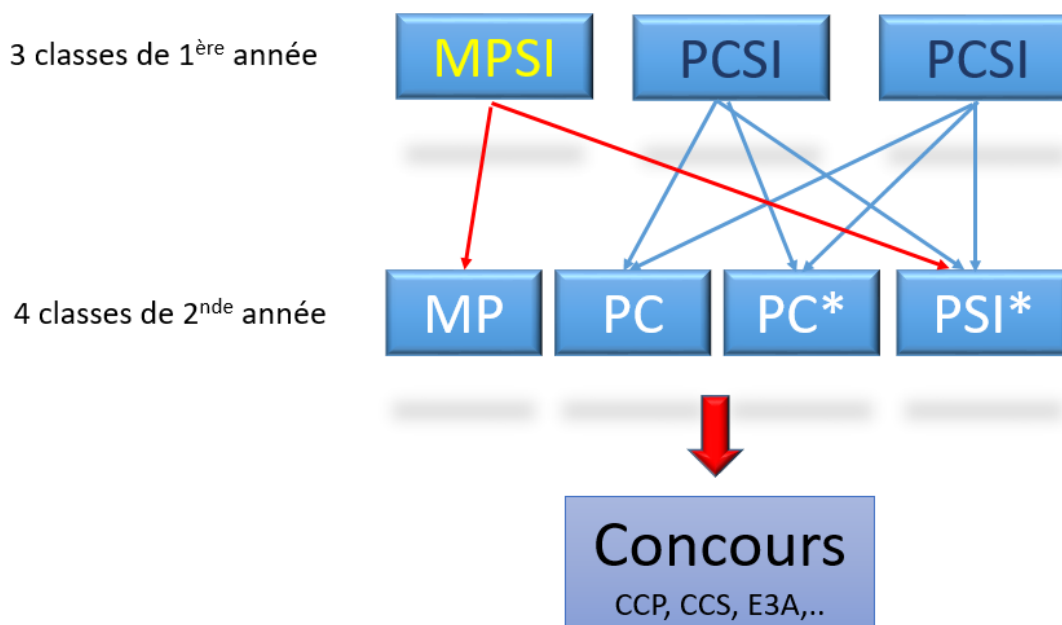 3 classes de 1ère année
MPSI
PCSI
PCSI
4 classes de 2nde année
MP
PC
PC*
PSI*
Concours
CCP, CCS, E3A,..